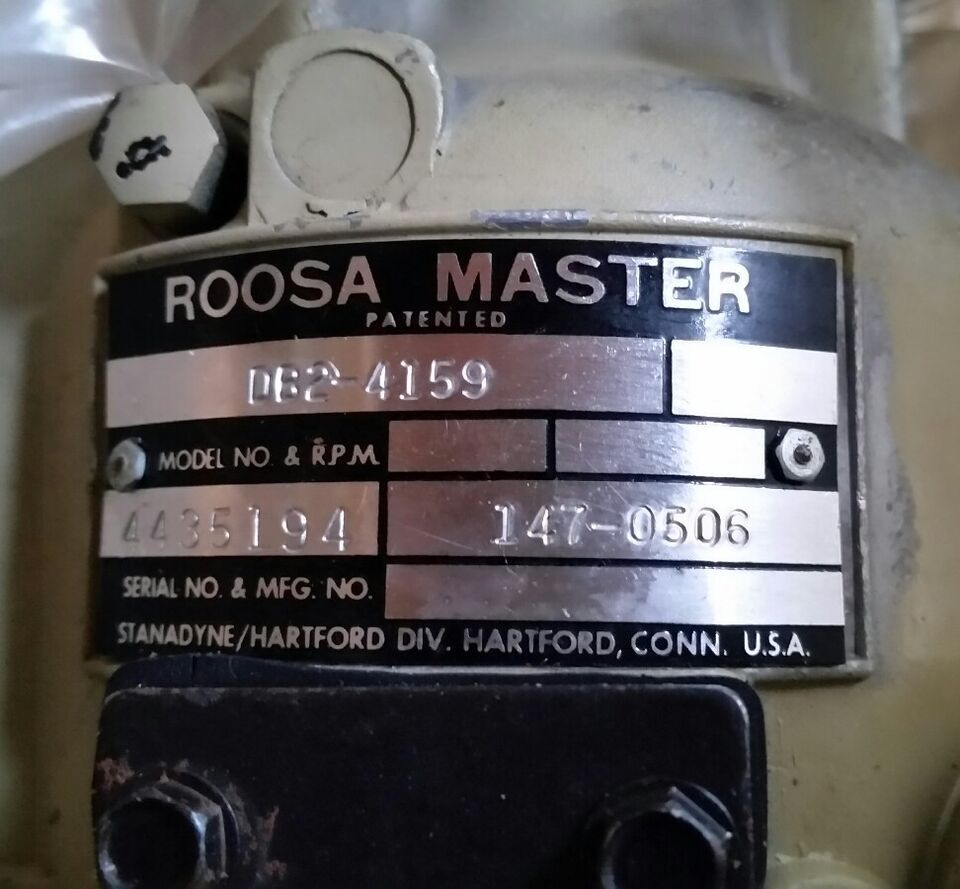 ROOSA MASTER
PATENTED
DB2-4159
MODEL NO. & R.P.M.
4435194 147-0506
SERIAL NO. & MFG. NO.
STANADYNE/HARTFORD DIV. HARTFORD, CONN. U.S.A.